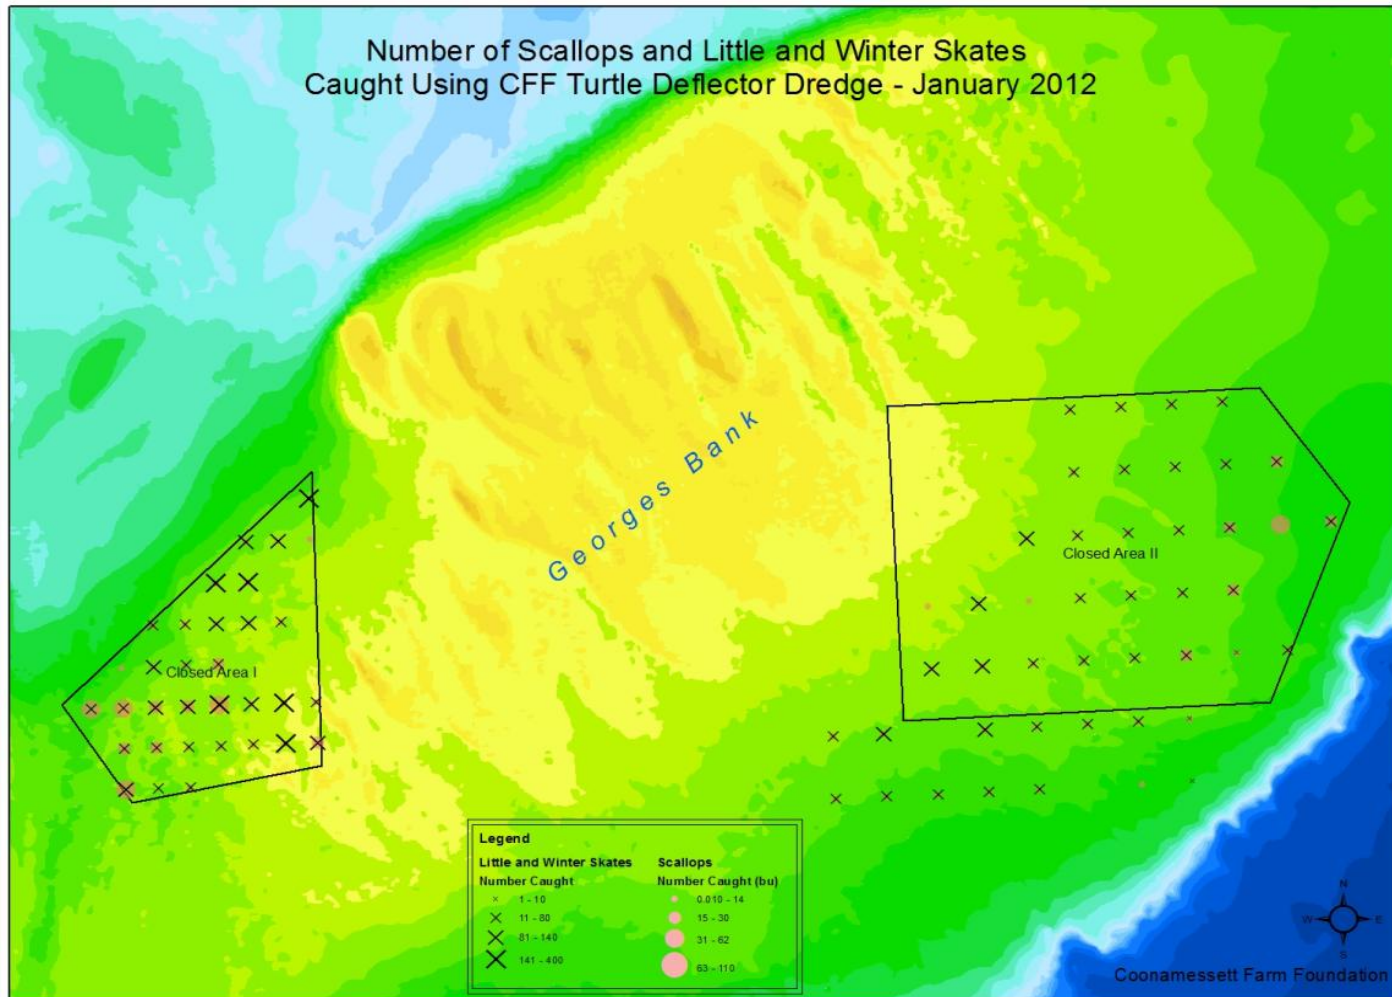 Number of Scallops and Little and Winter Skates
Caught Using CFF Turtle Deflector Dredge - January 2012
Georges Bank
Closed Area II
Closed Area I
Legend
Little and Winter Skates
Number Caught
1 - 10
11 - 80
81 - 140
141 - 400
Scallops
Number Caught (bu)
0.010 - 14
15 - 30
31 - 62
63 - 110
N
W
E
S
Coonamessett Farm Foundation